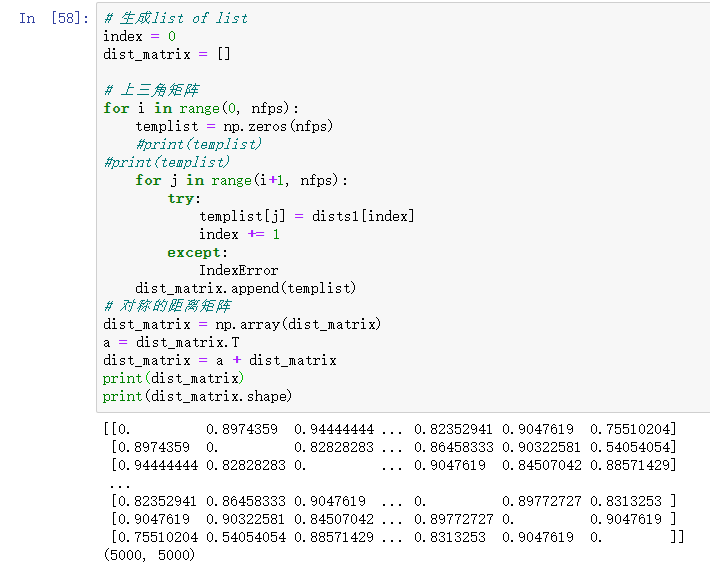 In [58]:
# 生成list of list
index = 0
dist_matrix = []
# 上三角矩阵
for i in range(0, nfps):
    templist = np.zeros(nfps)
    #print(templist)
#print(templist)
    for j in range(i+1, nfps):
        try:
            templist[j] = dists1[index]
            index += 1
        except:
            IndexError
    dist_matrix.append(templist)
# 对称的距离矩阵
dist_matrix = np.array(dist_matrix)
a = dist_matrix.T
dist_matrix = a + dist_matrix
print(dist_matrix)
print(dist_matrix.shape)
[[0.         0.8974359  0.94444444 ... 0.82352941 0.9047619  0.75510204]
 [0.8974359  0.         0.82828283 ... 0.86458333 0.90322581 0.54054054]
 [0.94444444 0.82828283 0.         ... 0.9047619  0.84507042 0.88571429]
 ...
 [0.82352941 0.86458333 0.9047619  ... 0.         0.89772727 0.8313253 ]
 [0.9047619  0.90322581 0.84507042 ... 0.89772727 0.         0.9047619 ]
 [0.75510204 0.54054054 0.88571429 ... 0.8313253  0.9047619  0.        ]]
(5000, 5000)